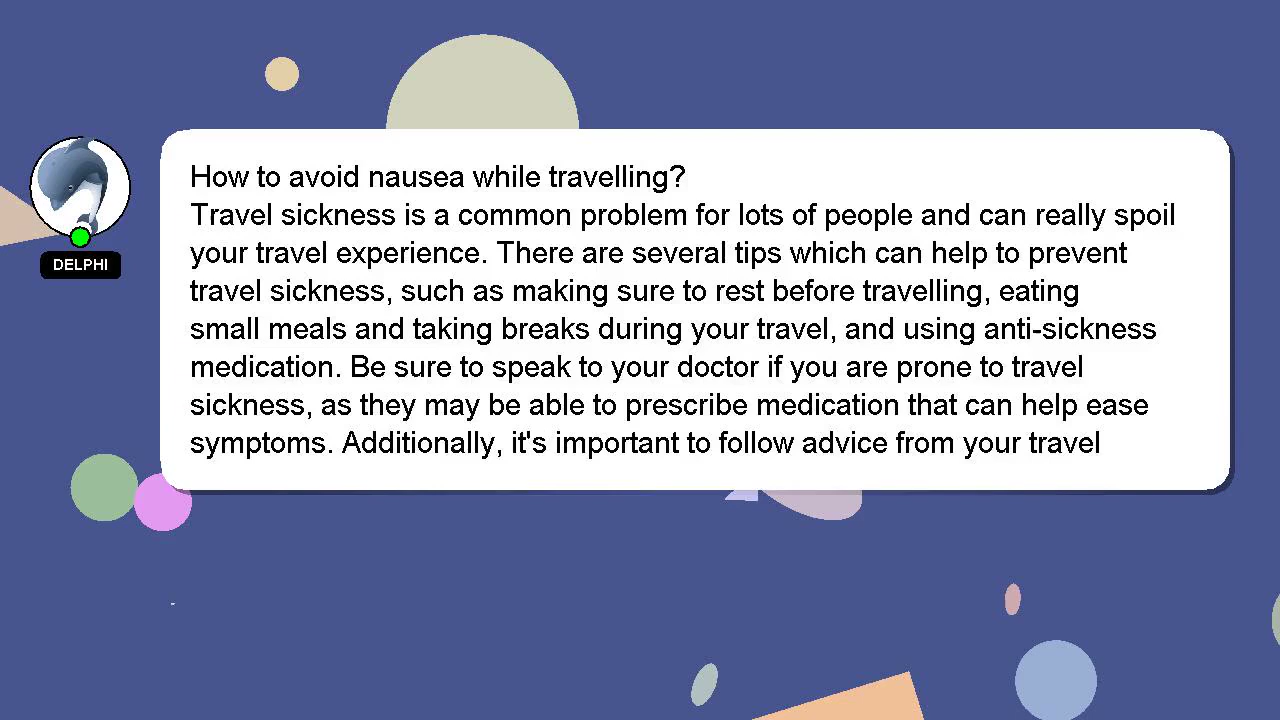 How to avoid nausea while travelling?
Travel sickness is a common problem for lots of people and can really spoil
your travel experience. There are several tips which can help to prevent
travel sickness, such as making sure to rest before travelling, eating
small meals and taking breaks during your travel, and using anti-sickness
medication. Be sure to speak to your doctor if you are prone to travel
sickness, as they may be able to prescribe medication that can help ease
symptoms. Additionally, it's important to follow advice from your travel
DELPHI